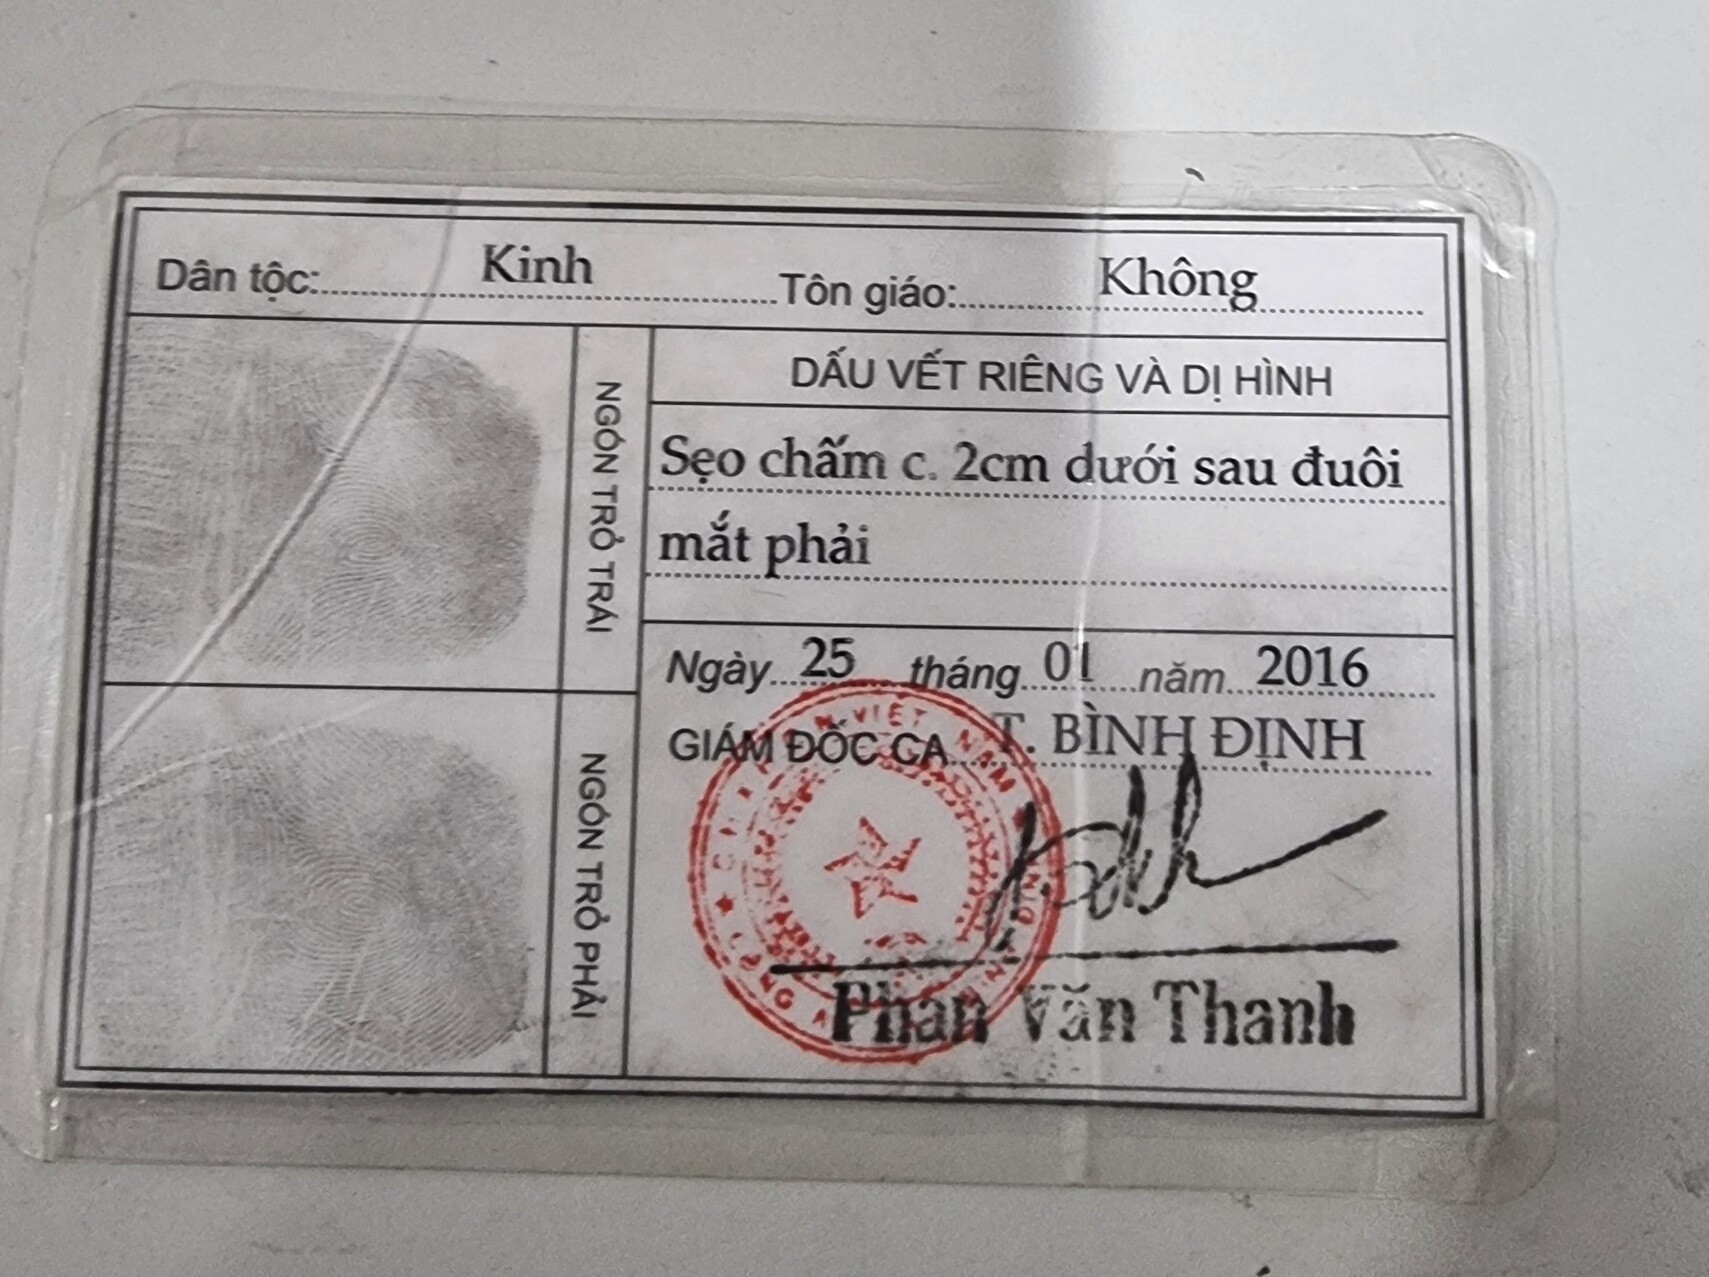 Dân tộc: Kinh Tôn giáo: Không
NGÓN TRỎ TRÁI
DẤU VẾT RIÊNG VÀ DỊ HÌNH
Sẹo chấm c. 2cm dưới sau đuôi
mắt phải
Ngày 25 tháng 01 năm 2016
GIÁM ĐỐC CA T. BÌNH ĐỊNH
NGÓN TRỎ PHẢI
VIỆT NAM
Phan Văn Thanh